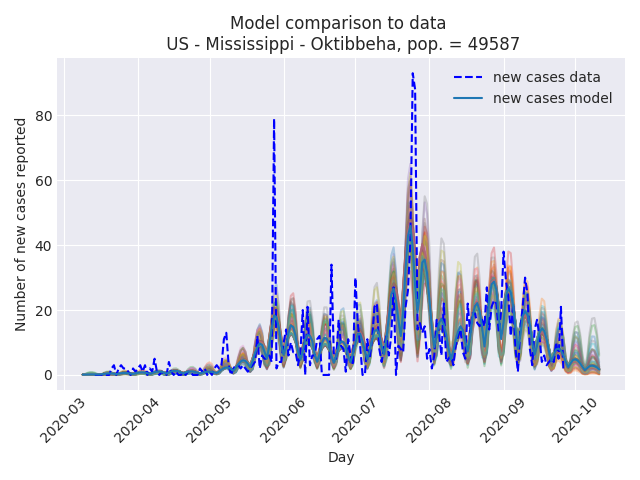 Model comparison to data
US - Mississippi - Oktibbeha, pop. = 49587
new cases data
new cases model
Number of new cases reported
80
60
40
20
0
2020-03
2020-04
2020-05
2020-06
2020-07
2020-08
2020-09
2020-10
Day